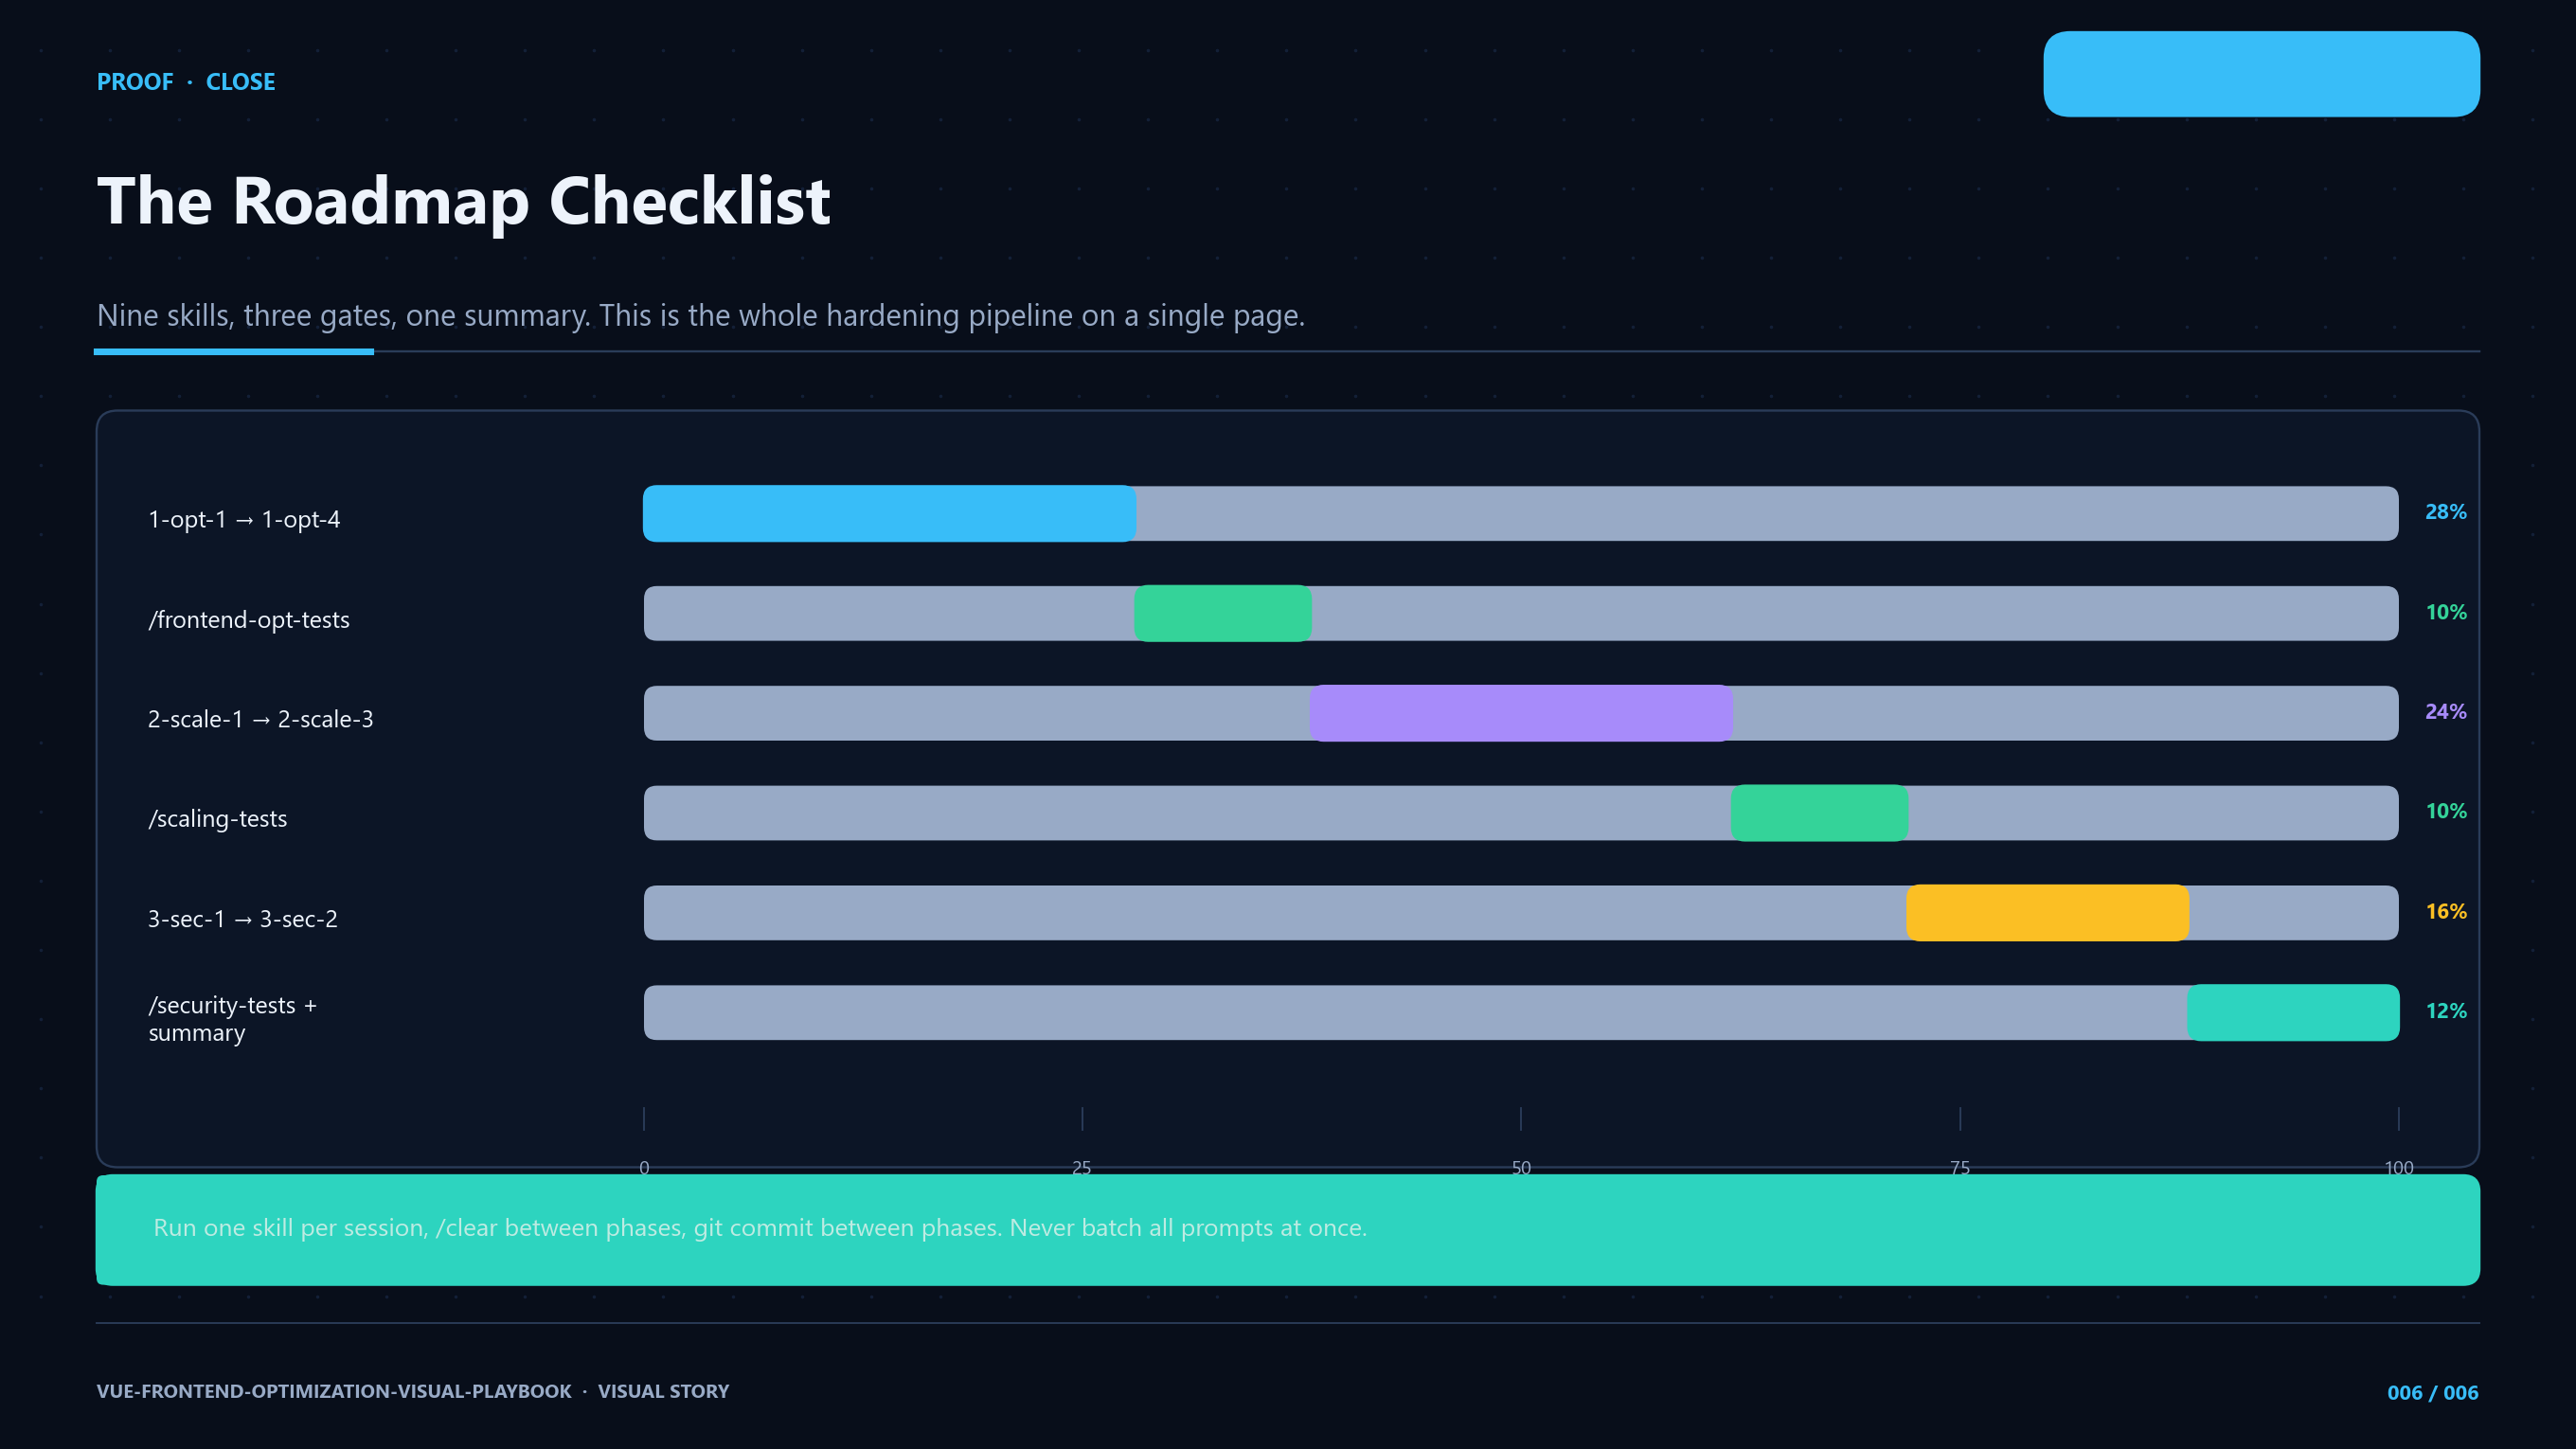 PROOF · CLOSE
The Roadmap Checklist
Nine skills, three gates, one summary. This is the whole hardening pipeline on a single page.
1-opt-1 → 1-opt-4
28%
/frontend-opt-tests
10%
2-scale-1 → 2-scale-3
24%
/scaling-tests
10%
3-sec-1 → 3-sec-2
16%
/security-tests +
summary
12%
0 25 50 75 100
Run one skill per session, /clear between phases, git commit between phases. Never batch all prompts at once.
VUE-FRONTEND-OPTIMIZATION-VISUAL-PLAYBOOK · VISUAL STORY
006 / 006